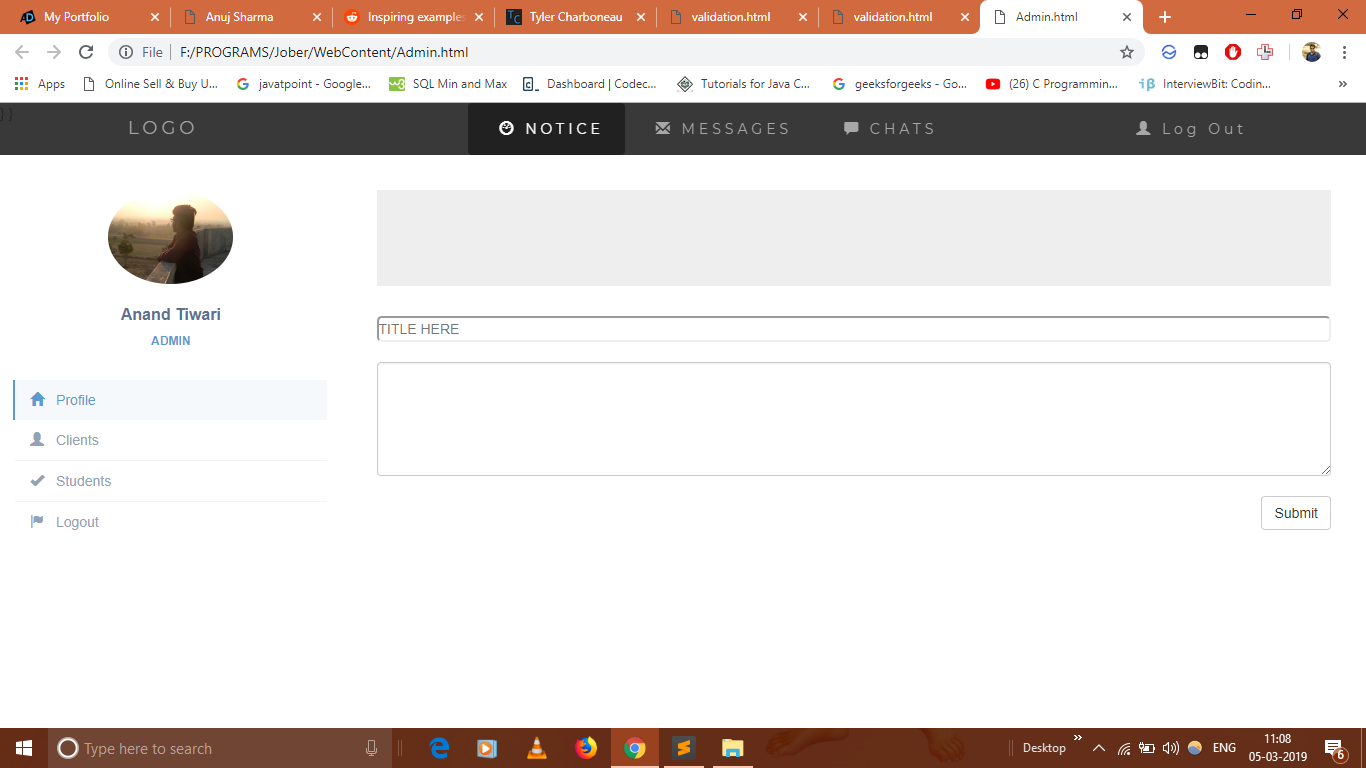 My Portfolio
Anuj Sharma
Inspiring examples
Tyler Charboneau
validation.html
validation.html
Admin.html
File F:/PROGRAMS/Jober/WebContent/Admin.html
Apps
Online Sell & Buy U...
javatpoint - Google...
SQL Min and Max
Dashboard | Codec...
Tutorials for Java C...
geeksforgeeks - Go...
(26) C Programmin...
InterviewBit: Codin...
»
} }
LOGO
NOTICE
MESSAGES
CHATS
Log Out
Anand Tiwari
ADMIN
Profile
Clients
Students
Logout
TITLE HERE
Submit
Type here to search
Desktop
»
ENG
11:08
05-03-2019
6